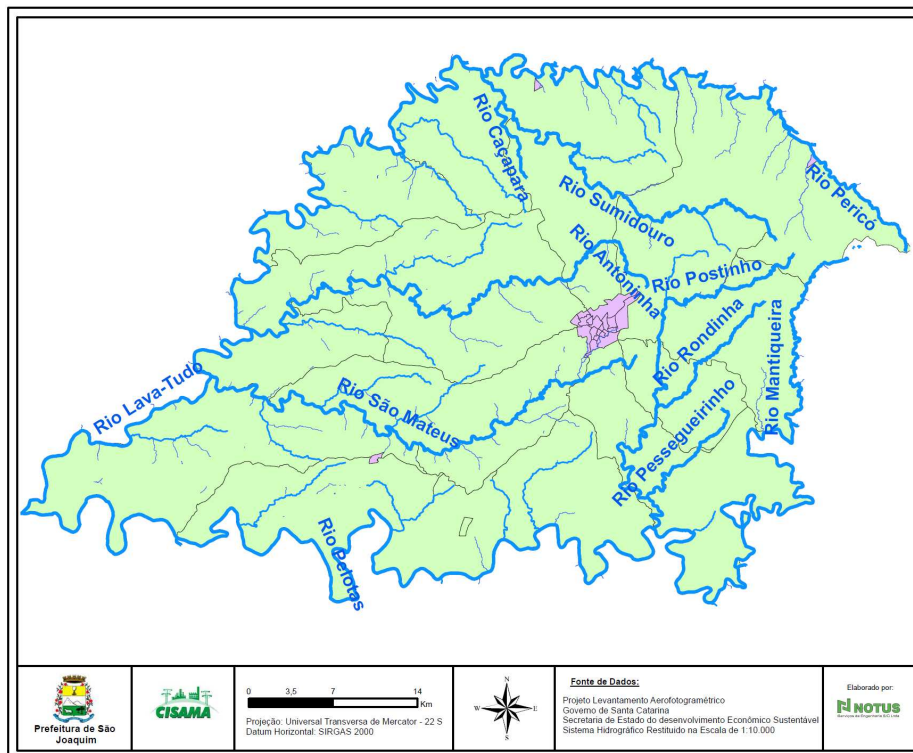 Rio Caçapara
Rio Pericó
Rio Sumidouro
Rio Antoninha
Rio Postinho
Rio Rondinha
Rio Mantiqueira
Rio Lava-Tudo
Rio São Mateus
Rio Pessegueirinho
Rio Pelotas
Prefeitura de São
Joaquim
CISAMA
0 3,5 7 14
Km
Projeção: Universal Transversa de Mercator - 22 S
Datum Horizontal: SIRGAS 2000
N
W E
S
Fonte de Dados:
Projeto Levantamento Aerofotogramétrico
Governo de Santa Catarina
Secretaria de Estado do desenvolvimento Econômico Sustentável
Sistema Hidrográfico Restituido na Escala de 1:10.000
Elaborado por:
NOTUS